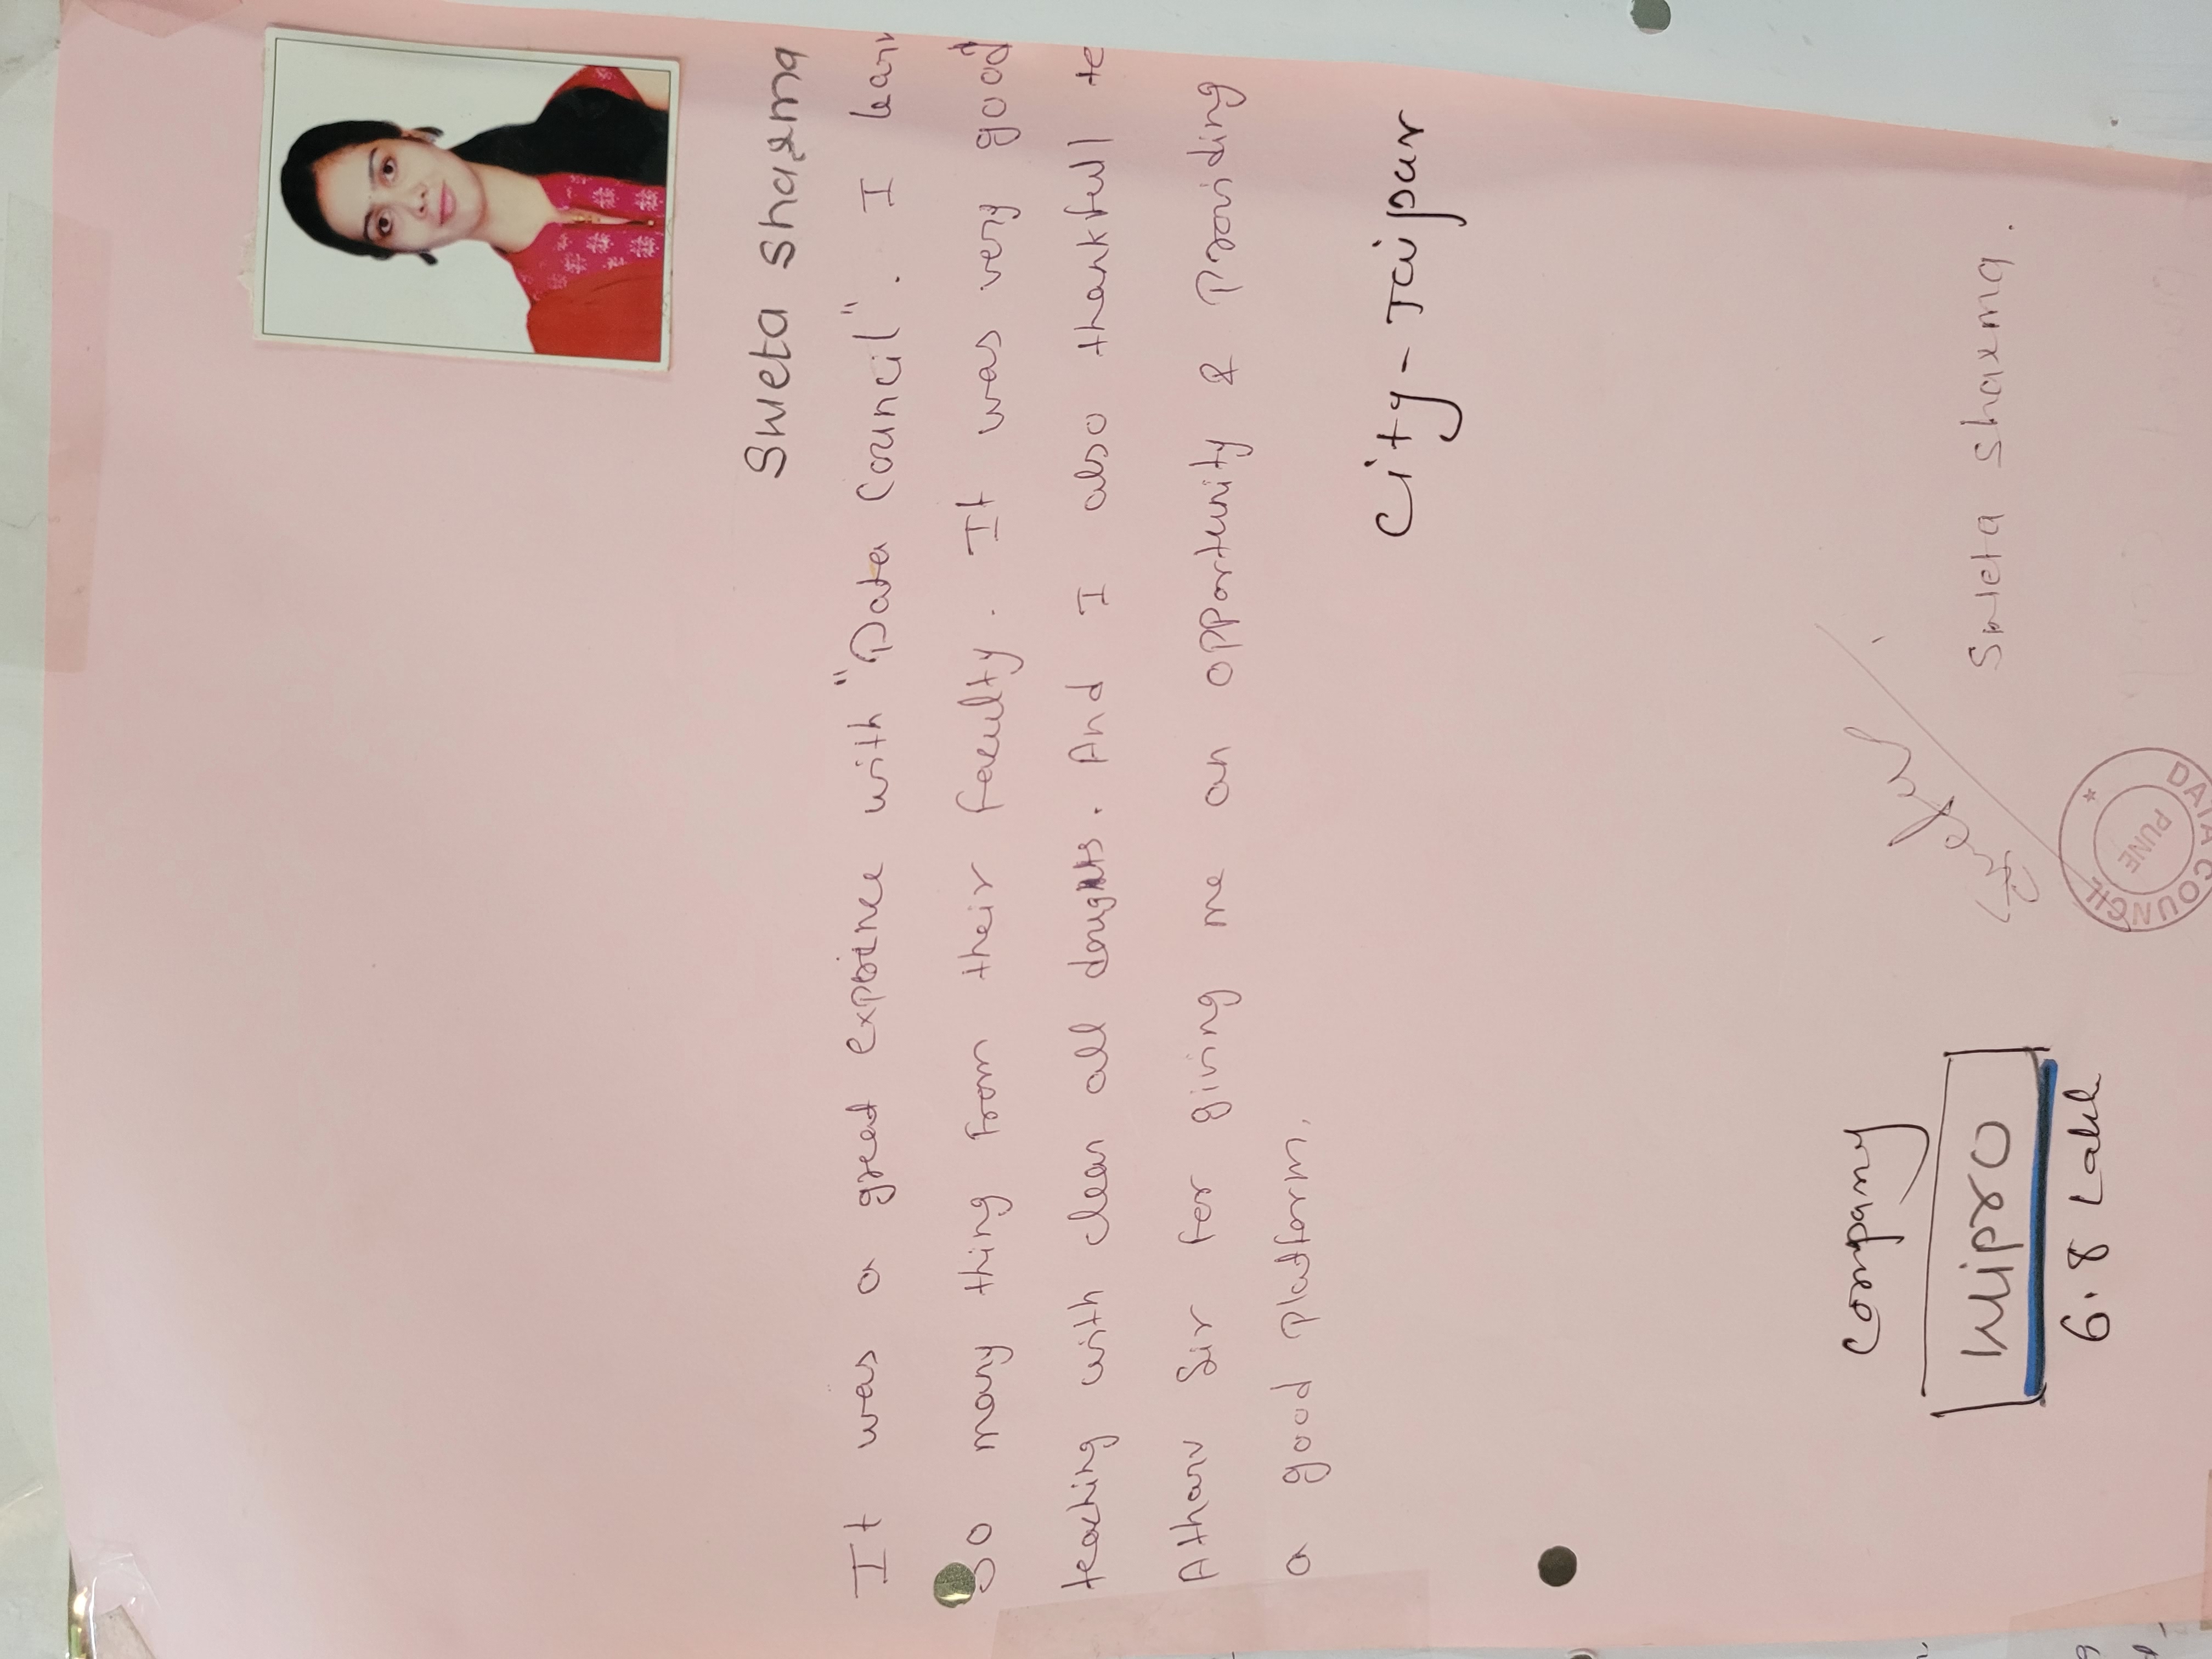 Sweta Sharma
It was a great expoince with "Data Council". I learn
So many thing from their faculty. It was very good
teaching with clear all doughts. And I also thankfull to
Atharv Sir for giving me an opportunity & Providing
a good Platform.
City - Jaipur
Company
Wipro
6.8 Lakh
Sweta
Sweta Sharma.
DATA COUNCIL
PUNE